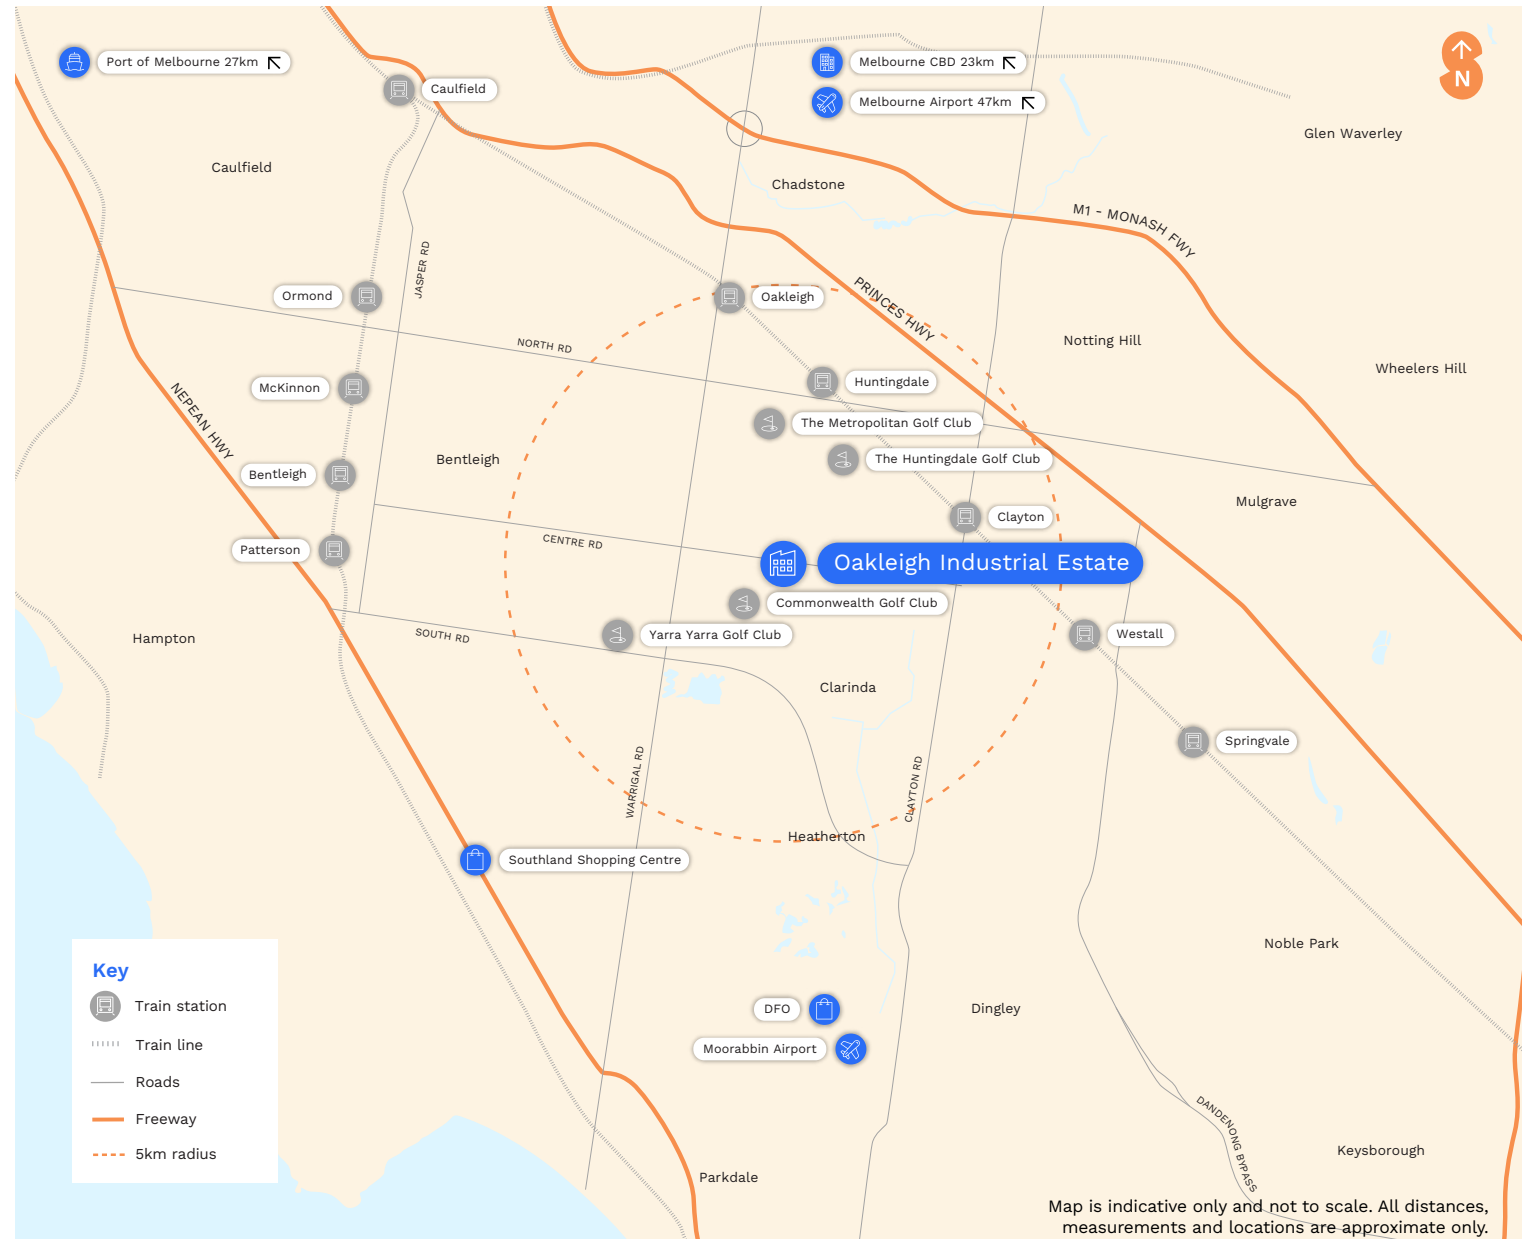 Port of Melbourne 27km
Melbourne CBD 23km
N
Caulfield
Melbourne Airport 47km
Glen Waverley
Caulfield
Chadstone
M1 - MONASH FWY
JASPER RD
Ormond
Oakleigh
PRINCES HWY
NORTH RD
Notting Hill
Wheelers Hill
McKinnon
Huntingdale
NEPEAN HWY
The Metropolitan Golf Club
Bentleigh
The Huntingdale Golf Club
Bentleigh
Mulgrave
Clayton
CENTRE RD
Patterson
Oakleigh Industrial Estate
Commonwealth Golf Club
Hampton
SOUTH RD
Yarra Yarra Golf Club
Westall
Clarinda
Springvale
WARRIGAL RD
CLAYTON RD
Heatherton
Southland Shopping Centre
Noble Park
Key
Train station
Train line
Roads
Freeway
5km radius
DFO
Dingley
Moorabbin Airport
DANDENONG BYPASS
Keysborough
Parkdale
Map is indicative only and not to scale. All distances,
measurements and locations are approximate only.